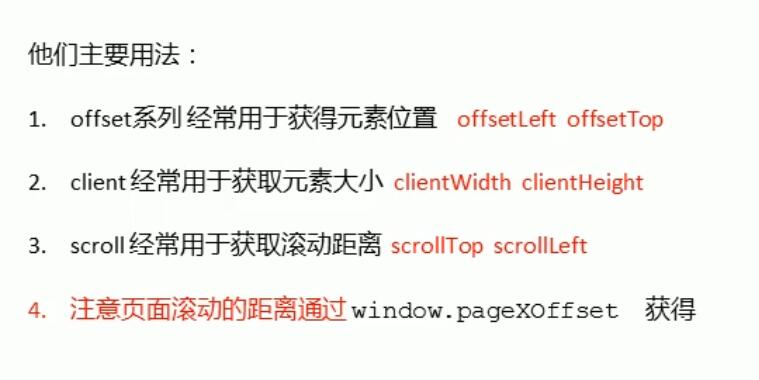 他们主要用法：
1. offset系列 经常用于获得元素位置 offsetLeft offsetTop
2. client 经常用于获取元素大小 clientWidth clientHeight
3. scroll 经常用于获取滚动距离 scrollTop scrollLeft
4. 注意页面滚动的距离通过 window.pageXOffset 获得